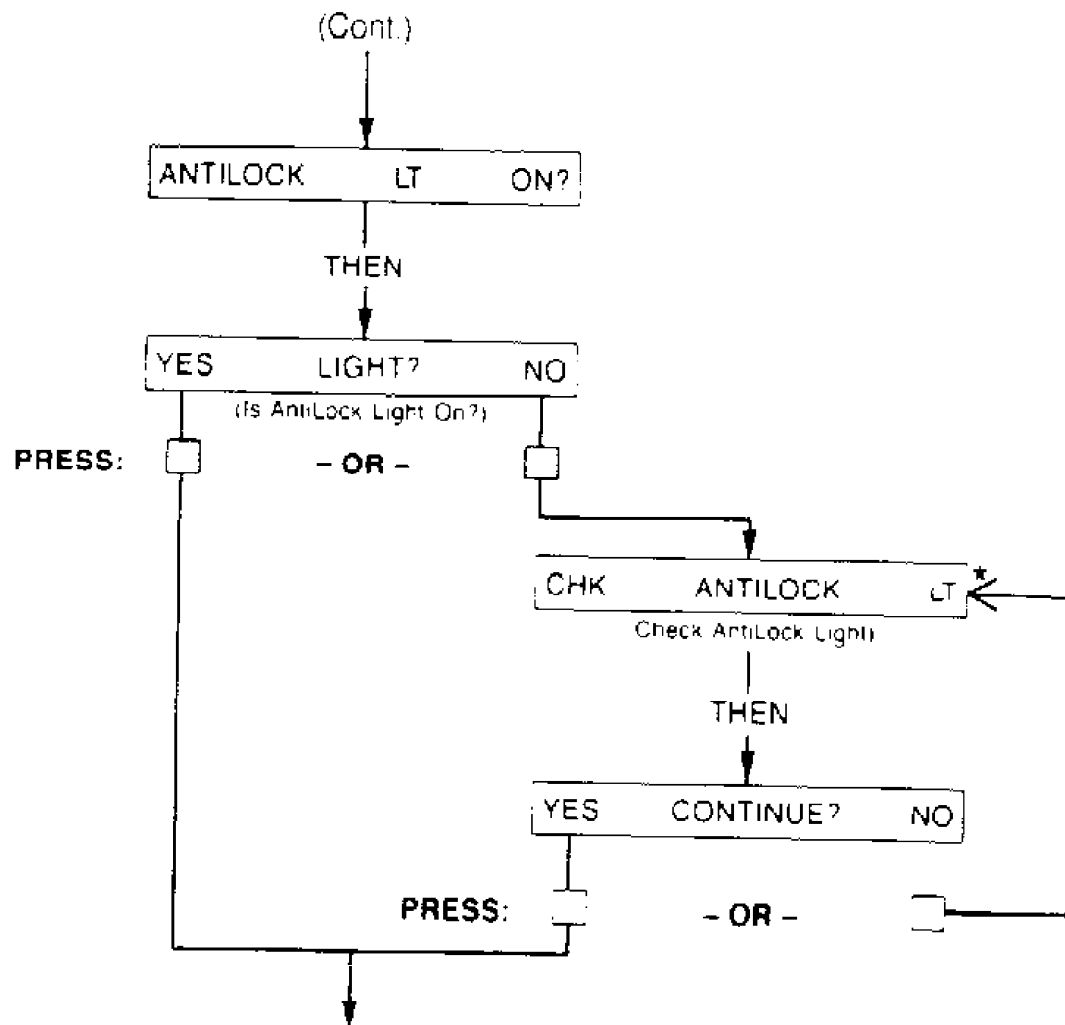 (Cont.)
ANTILOCK LT ON?
THEN
YES LIGHT? NO
(Is AntiLock Light On?)
PRESS: – OR –
CHK ANTILOCK LT *
Check AntiLock Light)
THEN
YES CONTINUE? NO
PRESS: – OR –